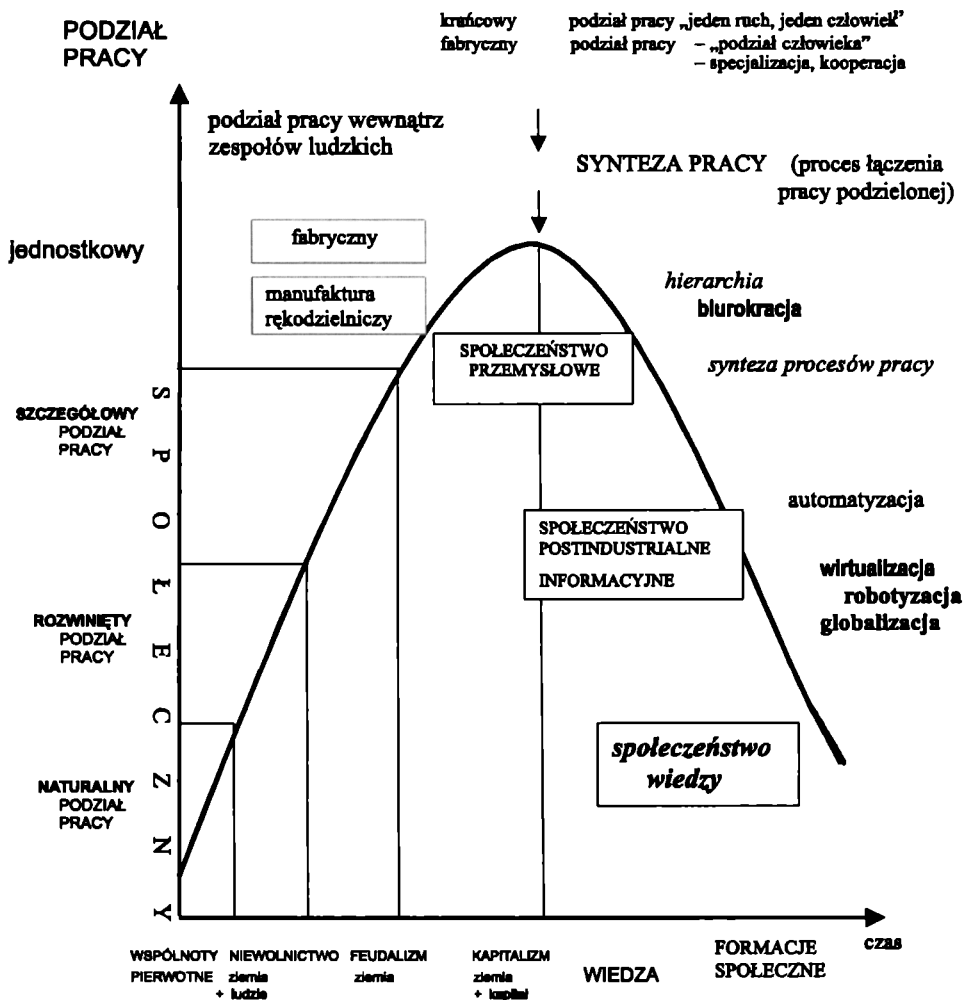 PODZIAŁ
PRACY
krańcowy podział pracy „jeden ruch, jeden człowiek”
fabryczny podział pracy – „podział człowieka”
– specjalizacja, kooperacja
podział pracy wewnątrz
zespołów ludzkich
SYNTEZA PRACY (proces łączenia
pracy podzielonej)
jednostkowy
fabryczny
manufaktura
rękodzielniczy
hierarchia
biurokracja
SPOŁECZEŃSTWO
PRZEMYSŁOWE
synteza procesów pracy
SPOŁECZNY
SZCZEGÓŁOWY
PODZIAŁ
PRACY
automatyzacja
SPOŁECZEŃSTWO
POSTINDUSTRIALNE
INFORMACYJNE
wirtualizacja
robotyzacja
globalizacja
ROZWINIĘTY
PODZIAŁ
PRACY
społeczeństwo
wiedzy
NATURALNY
PODZIAŁ
PRACY
czas
WSPÓLNOTY NIEWOLNICTWO FEUDALIZM KAPITALIZM FORMACJE
PIERWOTNE ziemia ziemia ziemia WIEDZA SPOŁECZNE
+ ludzie + kapitał